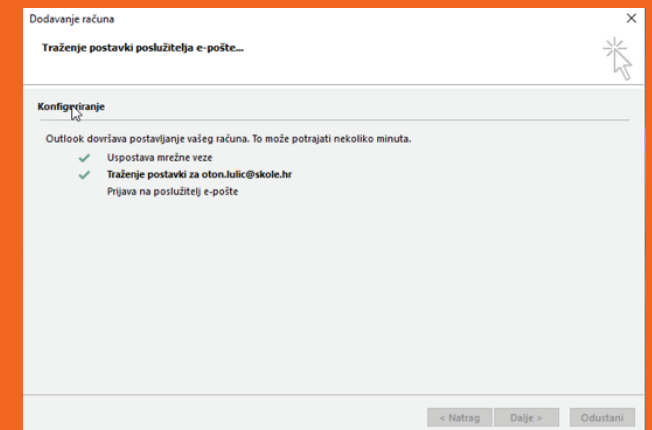 Dodavanje računa
Traženje postavki poslužitelja e-pošte...
Konfiguriranje
Outlook dovršava postavljanje vašeg računa. To može potrajati nekoliko minuta.
Uspostava mrežne veze
Traženje postavki za oton.lulic@skole.hr
Prijava na poslužitelj e-pošte
< Natrag Dalje > Odustani